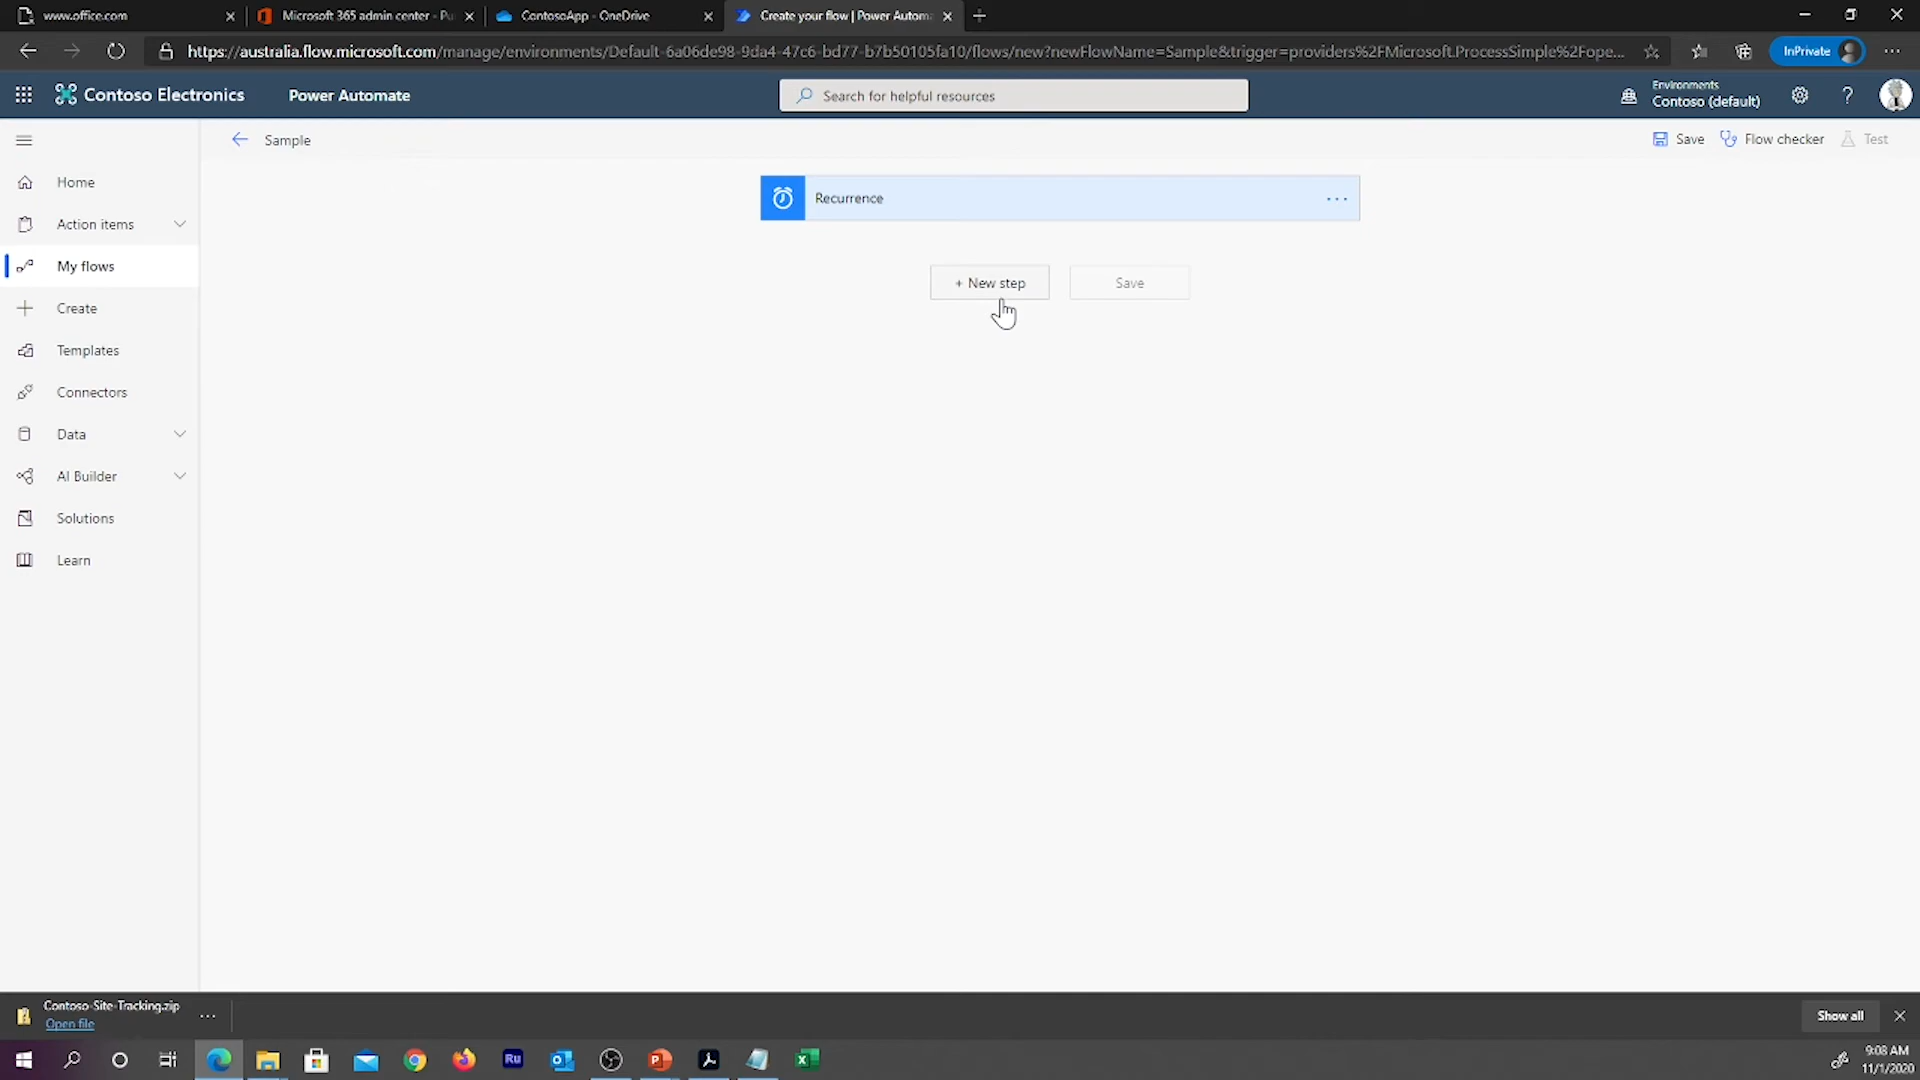 www.office.com
Microsoft 365 admin center - Pu
ContosoApp - OneDrive
Create your flow | Power Automa
https://australia.flow.microsoft.com/manage/environments/Default-6a06de98-9da4-47c6-bd77-b7b50105fa10/flows/new?newFlowName=Sample&trigger=providers%2FMicrosoft.ProcessSimple%2Fope...
InPrivate
Contoso Electronics
Power Automate
Search for helpful resources
Environments
Contoso (default)
?
Sample
Save
Flow checker
Test
Home
Action items
My flows
Create
Templates
Connectors
Data
AI Builder
Solutions
Learn
Recurrence
...
+ New step
Save
Contoso-Site-Tracking.zip
Open file
...
Show all
Ru
9:08 AM
11/1/2020